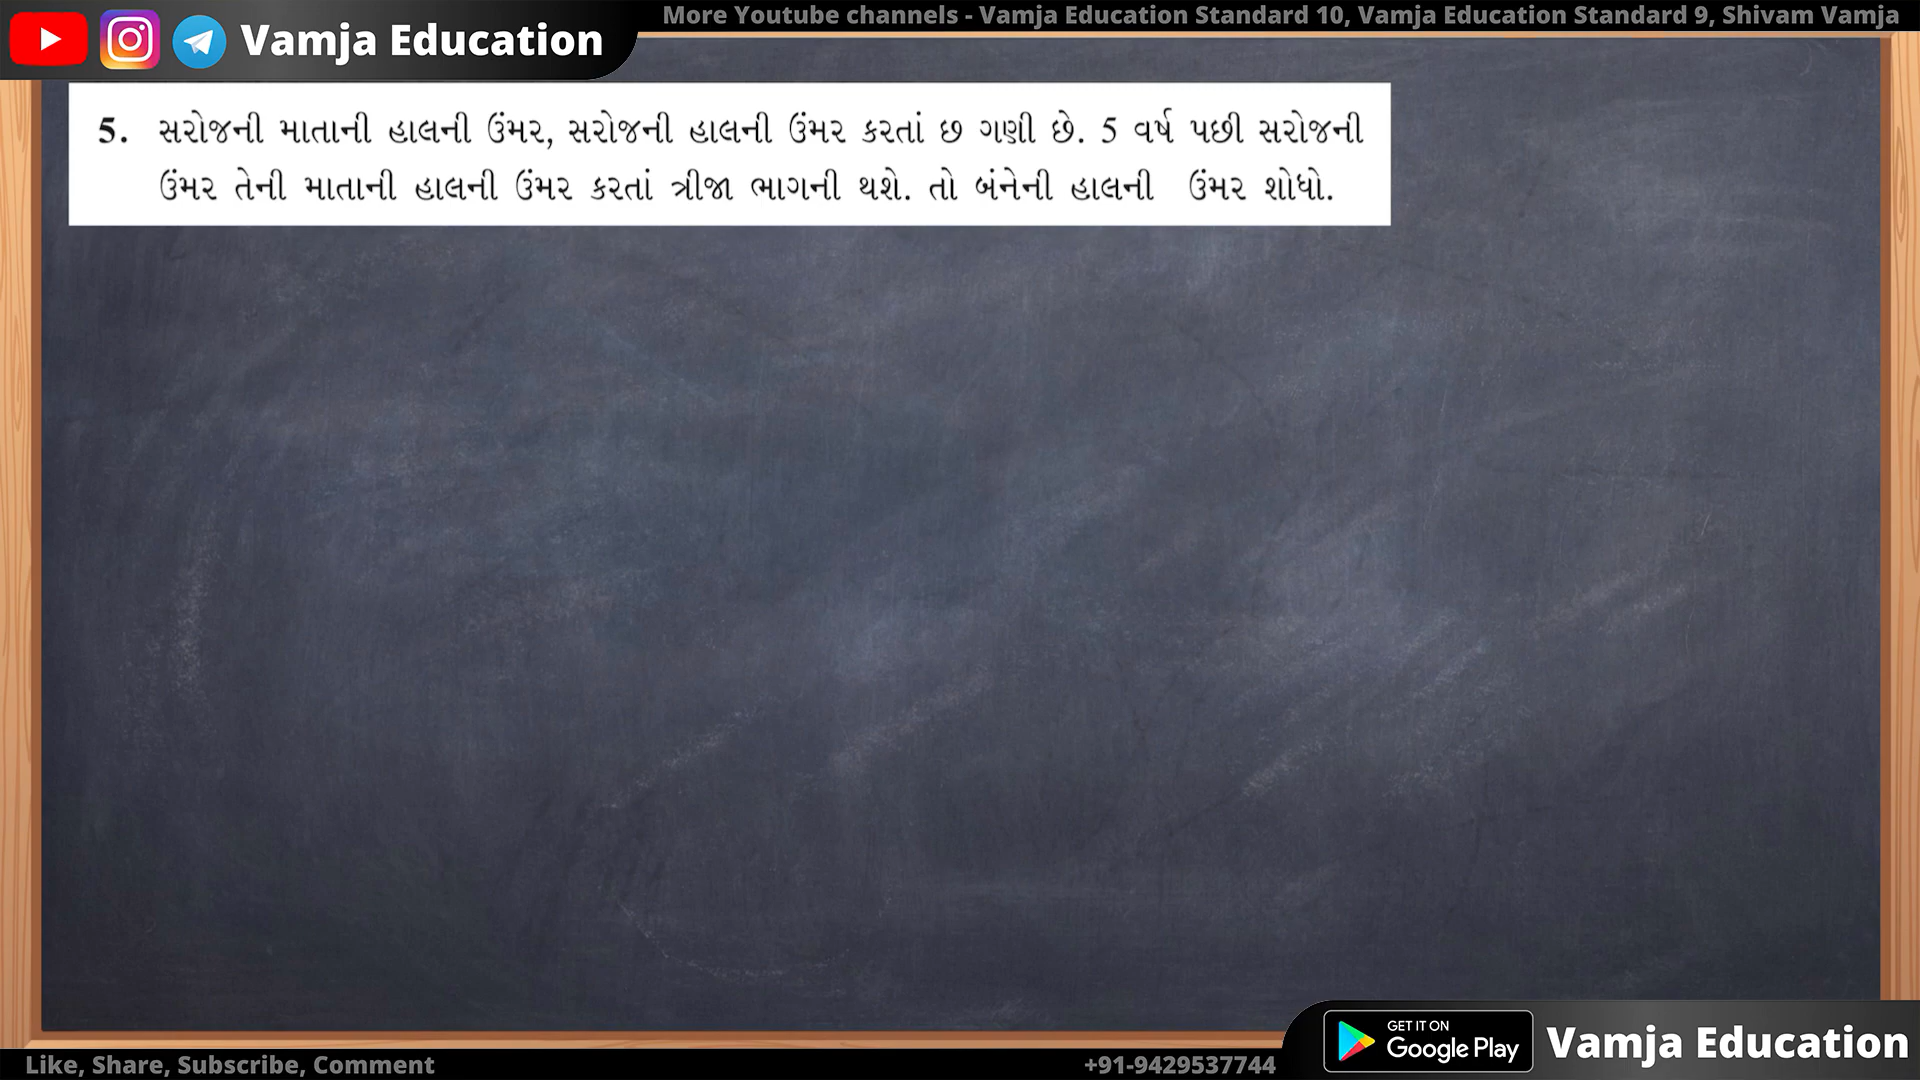 More Youtube channels - Vamja Education Standard 10, Vamja Education Standard 9, Shivam Vamja
Vamja Education
5. સરોજની માતાની હાલની ઉંમર, સરોજની હાલની ઉંમર કરતાં છ ગણી છે. 5 વર્ષ પછી સરોજની
ઉંમર તેની માતાની હાલની ઉંમર કરતાં ત્રીજા ભાગની થશે. તો બંનેની હાલની ઉંમર શોધો.
GET IT ON
Google Play
Vamja Education
Like, Share, Subscribe, Comment
+91-9429537744